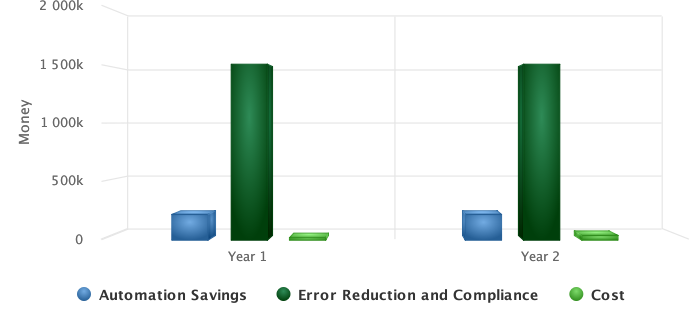 2 000k
1 500k
1 000k
500k
0
Money
Year 1
Year 2
Automation Savings
Error Reduction and Compliance
Cost